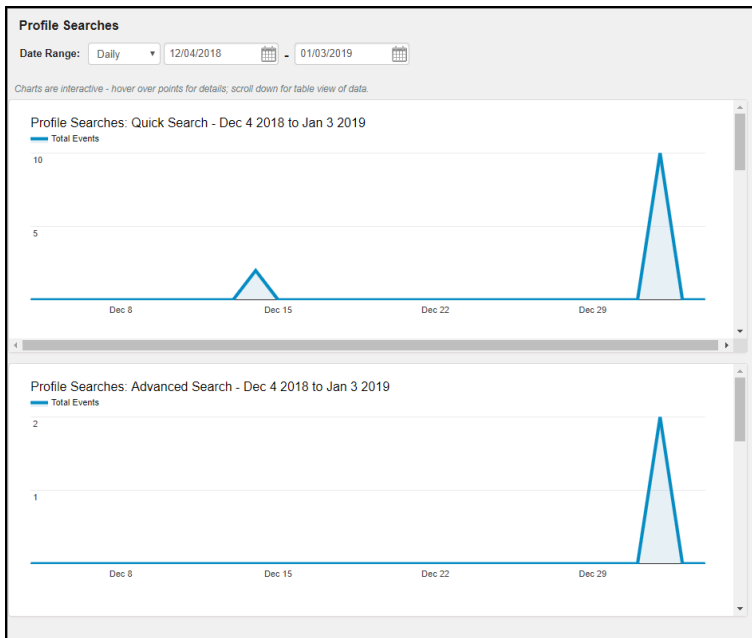 Profile Searches
Date Range: Daily 12/04/2018 - 01/03/2019
Charts are interactive - hover over points for details; scroll down for table view of data.
Profile Searches: Quick Search - Dec 4 2018 to Jan 3 2019
Total Events
10
5
Dec 8 Dec 15 Dec 22 Dec 29
Profile Searches: Advanced Search - Dec 4 2018 to Jan 3 2019
Total Events
2
1
Dec 8 Dec 15 Dec 22 Dec 29